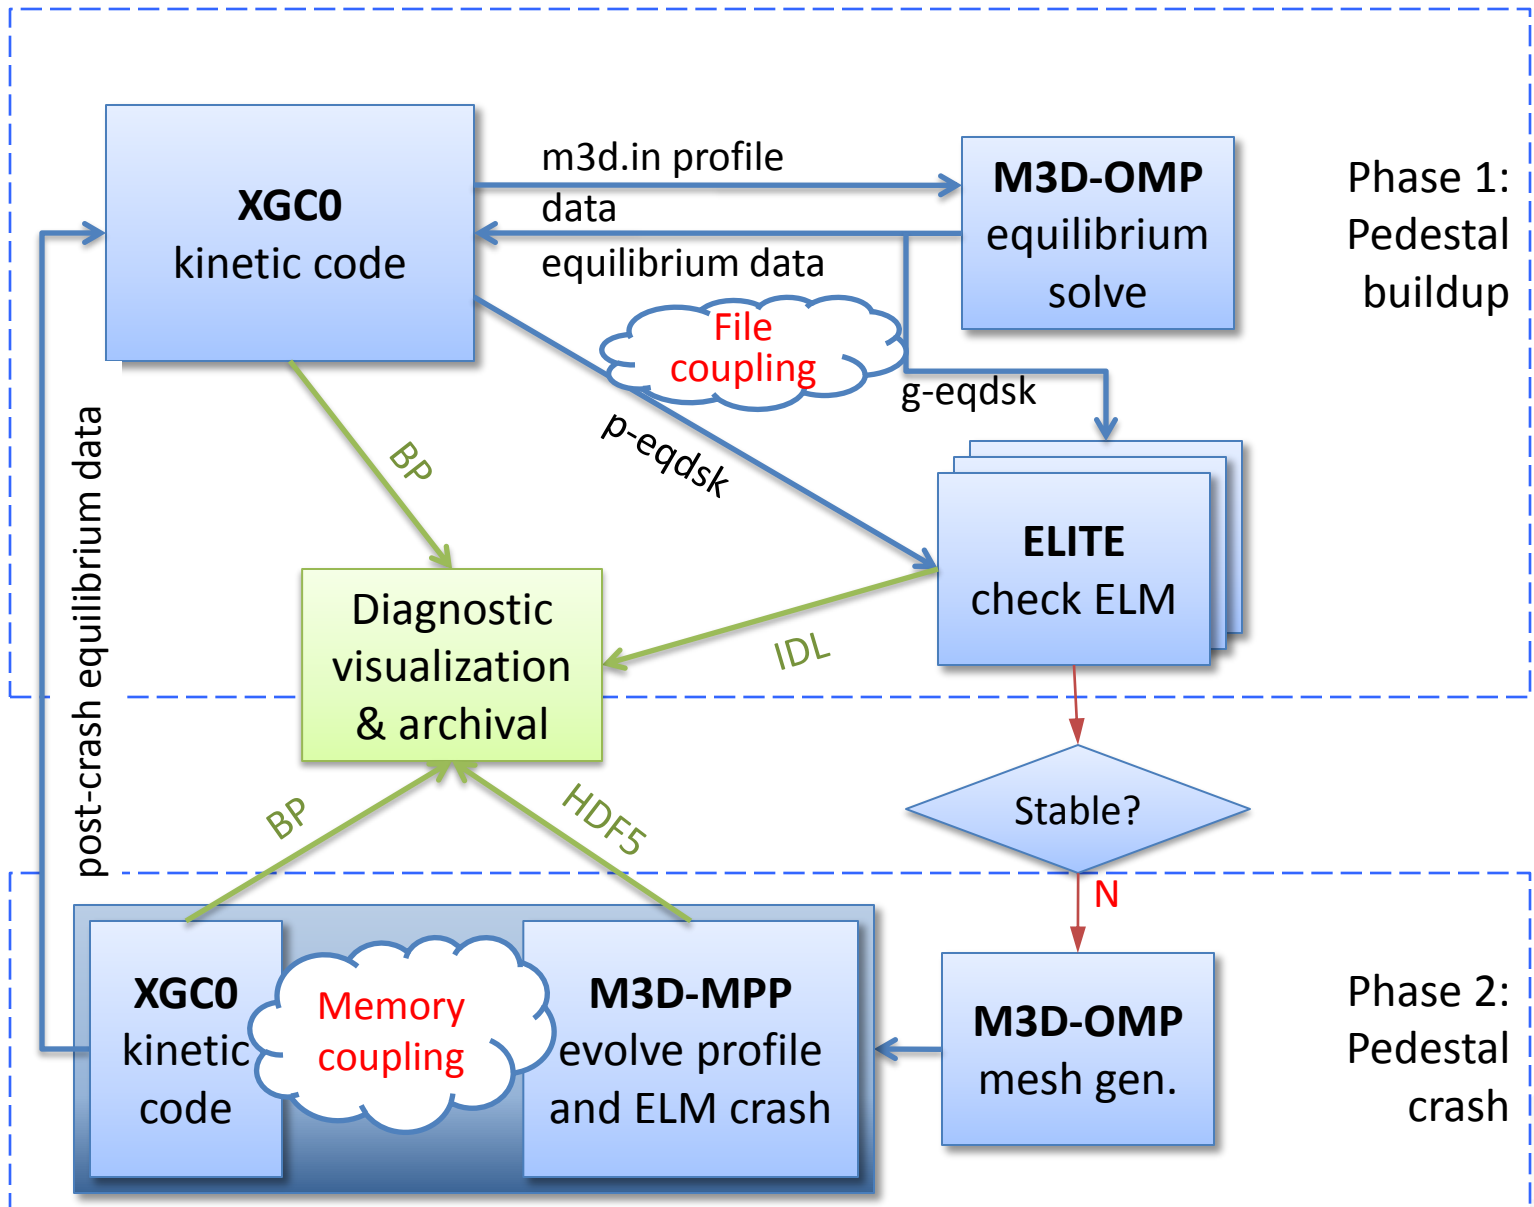 m3d.in profile
data
equilibrium data
XGC0
kinetic code
M3D-OMP
equilibrium
solve
Phase 1:
Pedestal
buildup
File
coupling
g-eqdsk
p-eqdsk
BP
post-crash equilibrium data
ELITE
check ELM
IDL
Diagnostic
visualization
& archival
Stable?
BP
HDF5
N
XGC0
kinetic
code
Memory
coupling
M3D-MPP
evolve profile
and ELM crash
M3D-OMP
mesh gen.
Phase 2:
Pedestal
crash